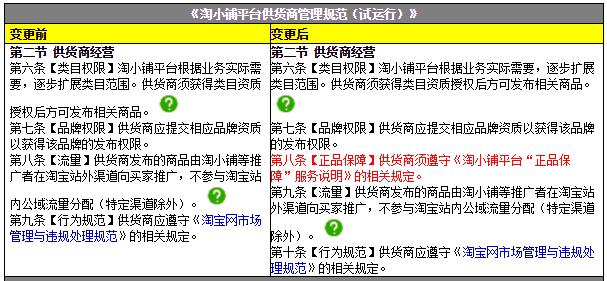 《淘小铺平台供货商管理规范（试运行）》
变更前
第二节 供货商经营
第六条【类目权限】淘小铺平台根据业务实际需
要，逐步扩展类目范围。供货商须获得类目资质
授权后方可发布相关商品。
第七条【品牌权限】供货商应提交相应品牌资质
以获得该品牌的发布权限。
第八条【流量】供货商发布的商品由淘小铺等推
广者在淘宝站外渠道向买家推广，不参与淘宝站
内公域流量分配（特定渠道除外）。
第九条【行为规范】供货商应遵守《淘宝网市场
管理与违规处理规范》的相关规定。
变更后
第二节 供货商经营
第六条【类目权限】淘小铺平台根据业务实际需要，逐步扩展
类目范围。供货商须获得类目资质授权后方可发布相关商品。
第七条【品牌权限】供货商应提交相应品牌资质以获得该品牌
的发布权限。
第八条【正品保障】供货商须遵守《淘小铺平台“正品保
障”服务说明》的相关规定。
第九条【流量】供货商发布的商品由淘小铺等推广者在淘宝站
外渠道向买家推广，不参与淘宝站内公域流量分配（特定渠道
除外）。
第十条【行为规范】供货商应遵守《淘宝网市场管理与违规处
理规范》的相关规定。